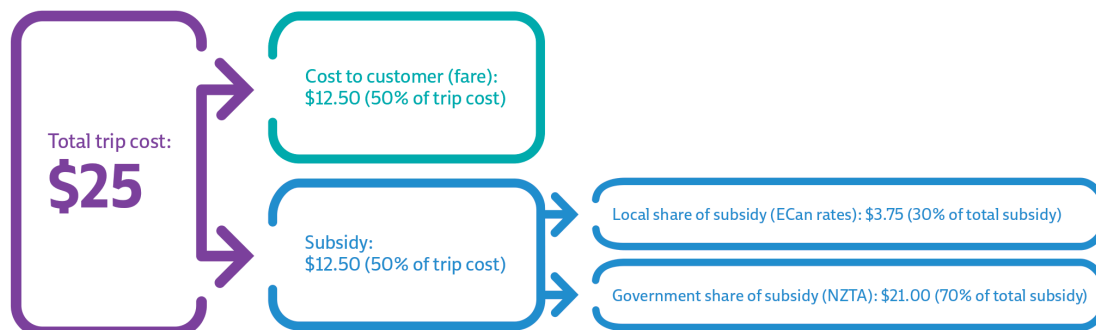 Total trip cost:
$25
Cost to customer (fare):
$12.50 (50% of trip cost)
Subsidy:
$12.50 (50% of trip cost)
Local share of subsidy (ECan rates): $3.75 (30% of total subsidy)
Government share of subsidy (NZTA): $21.00 (70% of total subsidy)